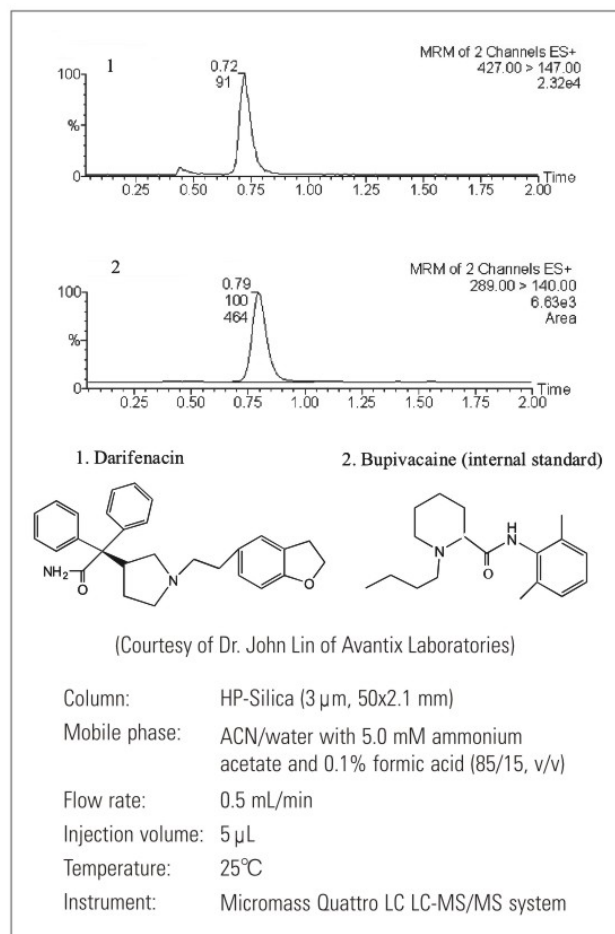 1
0.72
91
MRM of 2 Channels ES+
427.00 > 147.00
2.32e4
100
%
0
0.25 0.50 0.75 1.00 1.25 1.50 1.75 2.00
Time
2
0.79
100
464
MRM of 2 Channels ES+
289.00 > 140.00
6.63e3
Area
100
%
0
0.25 0.50 0.75 1.00 1.25 1.50 1.75 2.00
Time
1. Darifenacin
2. Bupivacaine (internal standard)
NH₂
O
N
O
N
O
H
N
(Courtesy of Dr. John Lin of Avantix Laboratories)
Column: HP-Silica (3 µm, 50x2.1 mm)
Mobile phase: ACN/water with 5.0 mM ammonium
acetate and 0.1% formic acid (85/15, v/v)
Flow rate: 0.5 mL/min
Injection volume: 5 µL
Temperature: 25℃
Instrument: Micromass Quattro LC LC-MS/MS system